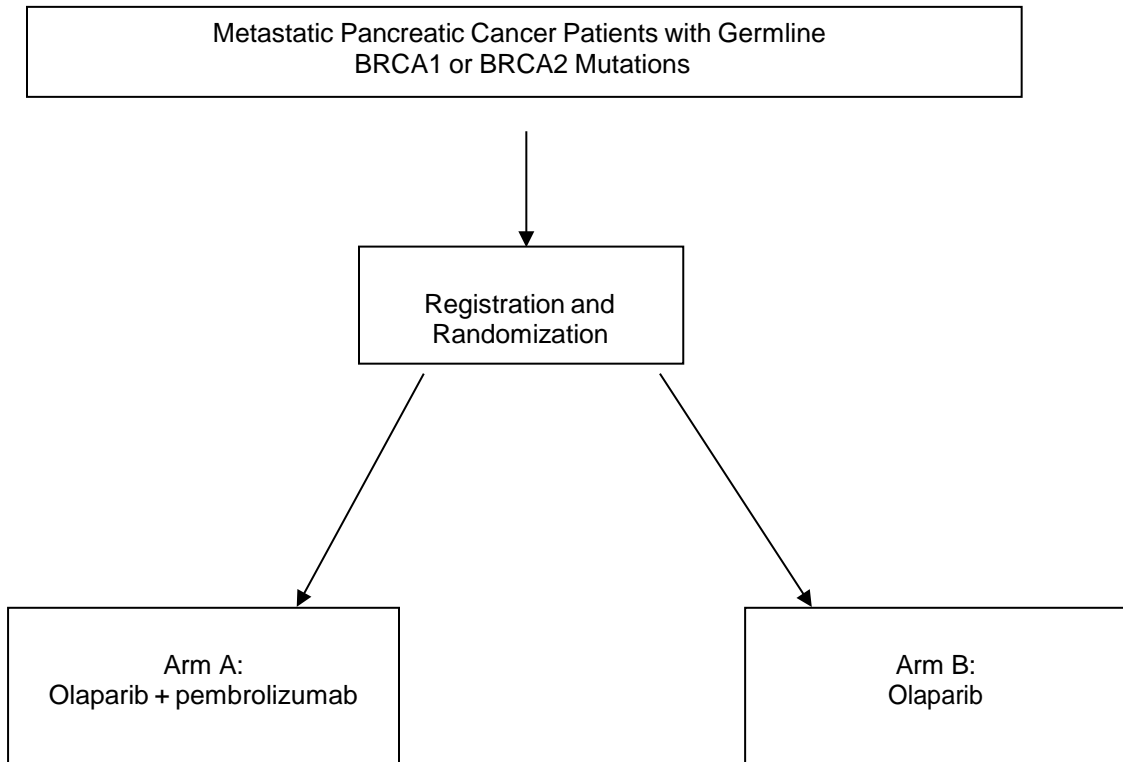 Metastatic Pancreatic Cancer Patients with Germline
BRCA1 or BRCA2 Mutations
Registration and
Randomization
Arm A:
Olaparib + pembrolizumab
Arm B:
Olaparib